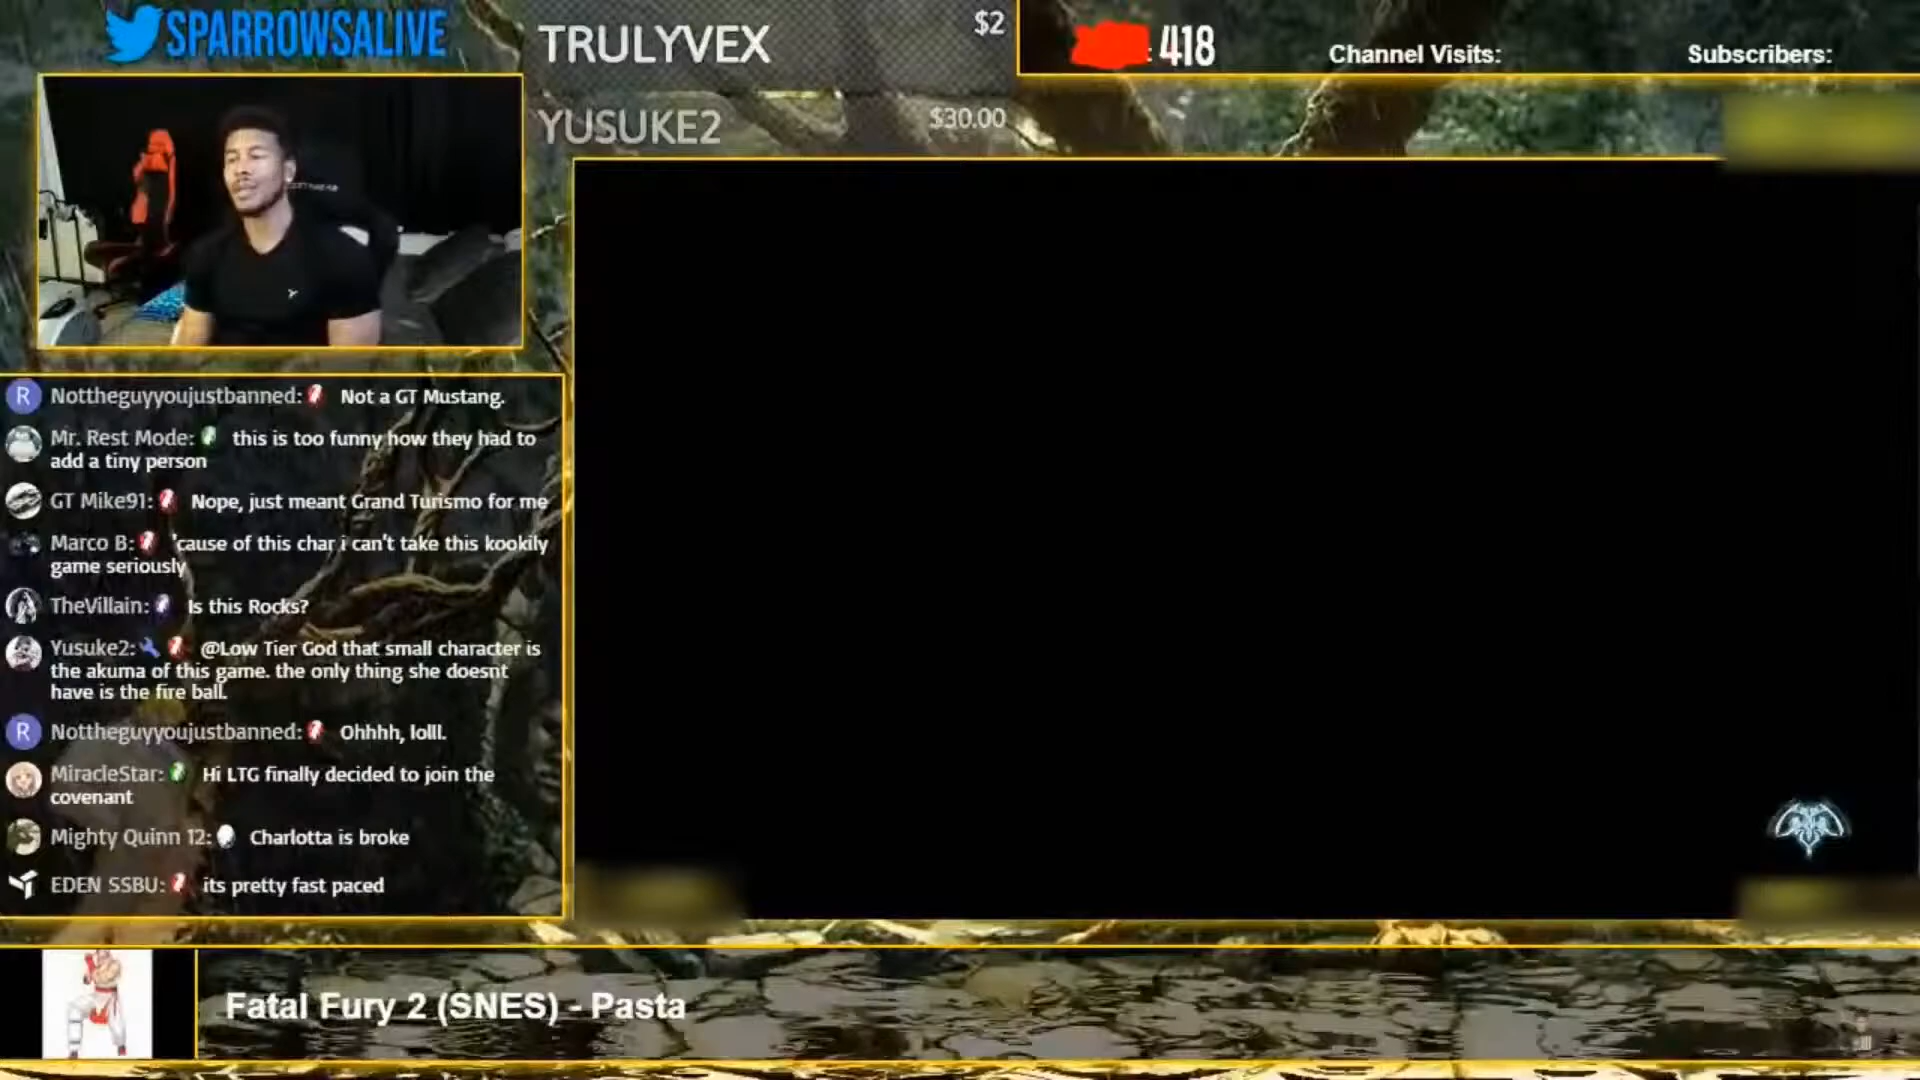 SPARROWSALIVE
TRULYVEX $2
YUSUKE2 $30.00
: 418
Channel Visits:
Subscribers:
R Nottheguyyoujustbanned: Not a GT Mustang.
Mr. Rest Mode: this is too funny how they had to
add a tiny person
GT Mike91: Nope, just meant Grand Turismo for me
Marco B: 'cause of this char i can't take this kookily
game seriously
TheVillain: Is this Rocks?
Yusuke2: @Low Tier God that small character is
the akuma of this game. the only thing she doesnt
have is the fire ball.
R Nottheguyyoujustbanned: Ohhhh, lolll.
MiracleStar: Hi LTG finally decided to join the
covenant
Mighty Quinn 12: Charlotta is broke
EDEN SSBU: its pretty fast paced
Fatal Fury 2 (SNES) - Pasta